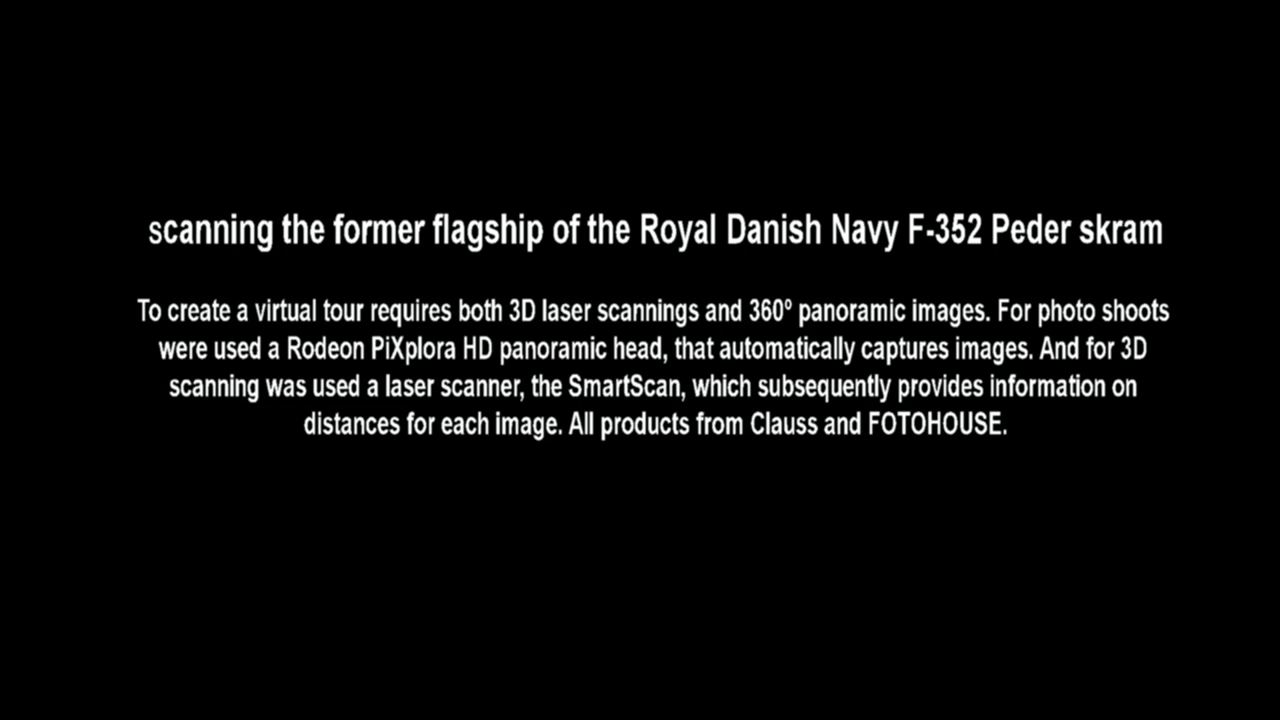 scanning the former flagship of the Royal Danish Navy F-352 Peder skram
To create a virtual tour requires both 3D laser scannings and 360º panoramic images. For photo shoots
were used a Rodeon PiXplora HD panoramic head, that automatically captures images. And for 3D
scanning was used a laser scanner, the SmartScan, which subsequently provides information on
distances for each image. All products from Clauss and FOTOHOUSE.